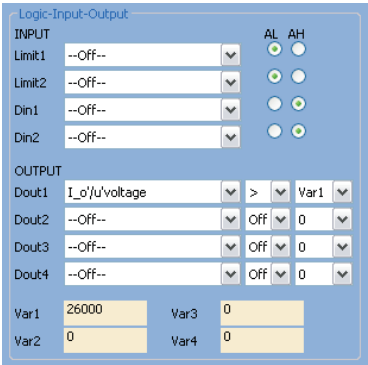 Logic-Input-Output
INPUT AL AH
Limit1 --Off--
Limit2 --Off--
Din1 --Off--
Din2 --Off--
OUTPUT
Dout1 I_o'/u'voltage > Var1
Dout2 --Off-- Off 0
Dout3 --Off-- Off 0
Dout4 --Off-- Off 0
Var1 26000 Var3 0
Var2 0 Var4 0